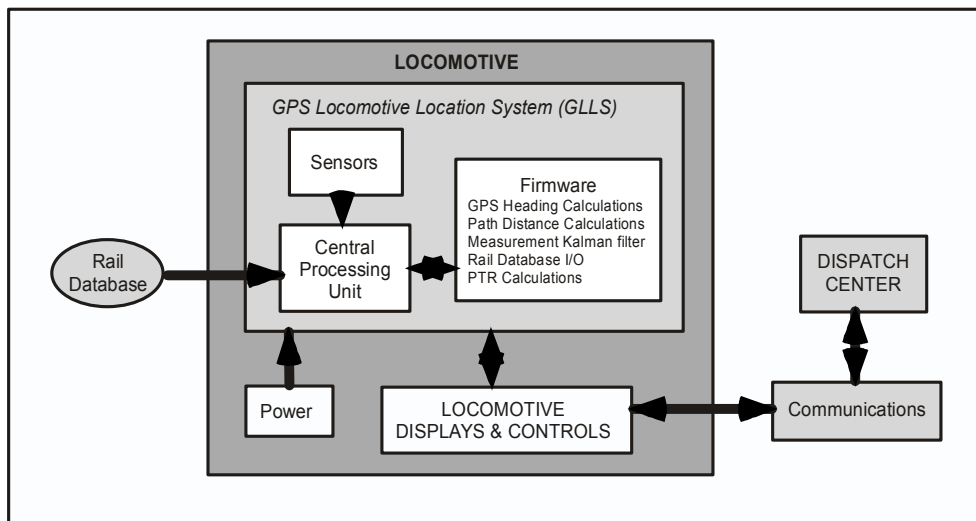 LOCOMOTIVE
GPS Locomotive Location System (GLLS)
Sensors
Firmware
GPS Heading Calculations
Path Distance Calculations
Measurement Kalman filter
Rail Database I/O
PTR Calculations
Central
Processing
Unit
Rail
Database
DISPATCH
CENTER
Power
LOCOMOTIVE
DISPLAYS & CONTROLS
Communications